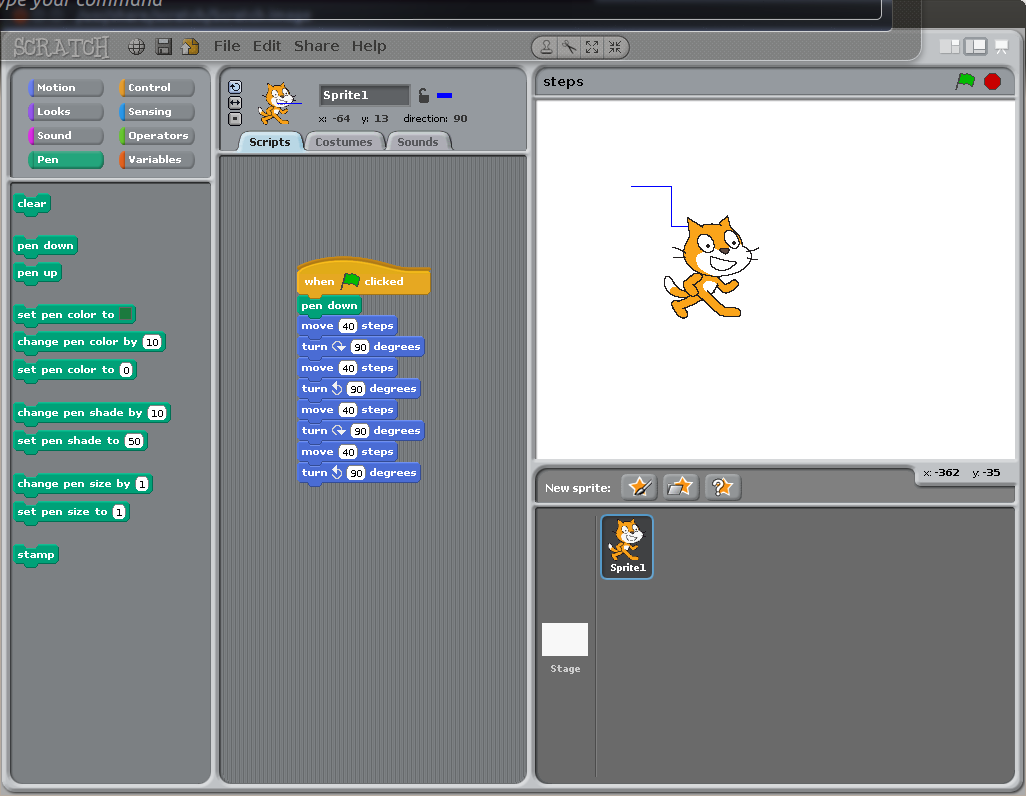 ype your command
SCRATCH File Edit Share Help
Motion Control
Looks Sensing
Sound Operators
Pen Variables
Sprite1
x: -64 y: 13 direction: 90
Scripts Costumes Sounds
steps
clear
pen down
pen up
set pen color to
change pen color by 10
set pen color to 0
change pen shade by 10
set pen shade to 50
change pen size by 1
set pen size to 1
stamp
when clicked
pen down
move 40 steps
turn 90 degrees
move 40 steps
turn 90 degrees
move 40 steps
turn 90 degrees
move 40 steps
turn 90 degrees
x: -362 y: -35
New sprite:
Sprite1
Stage